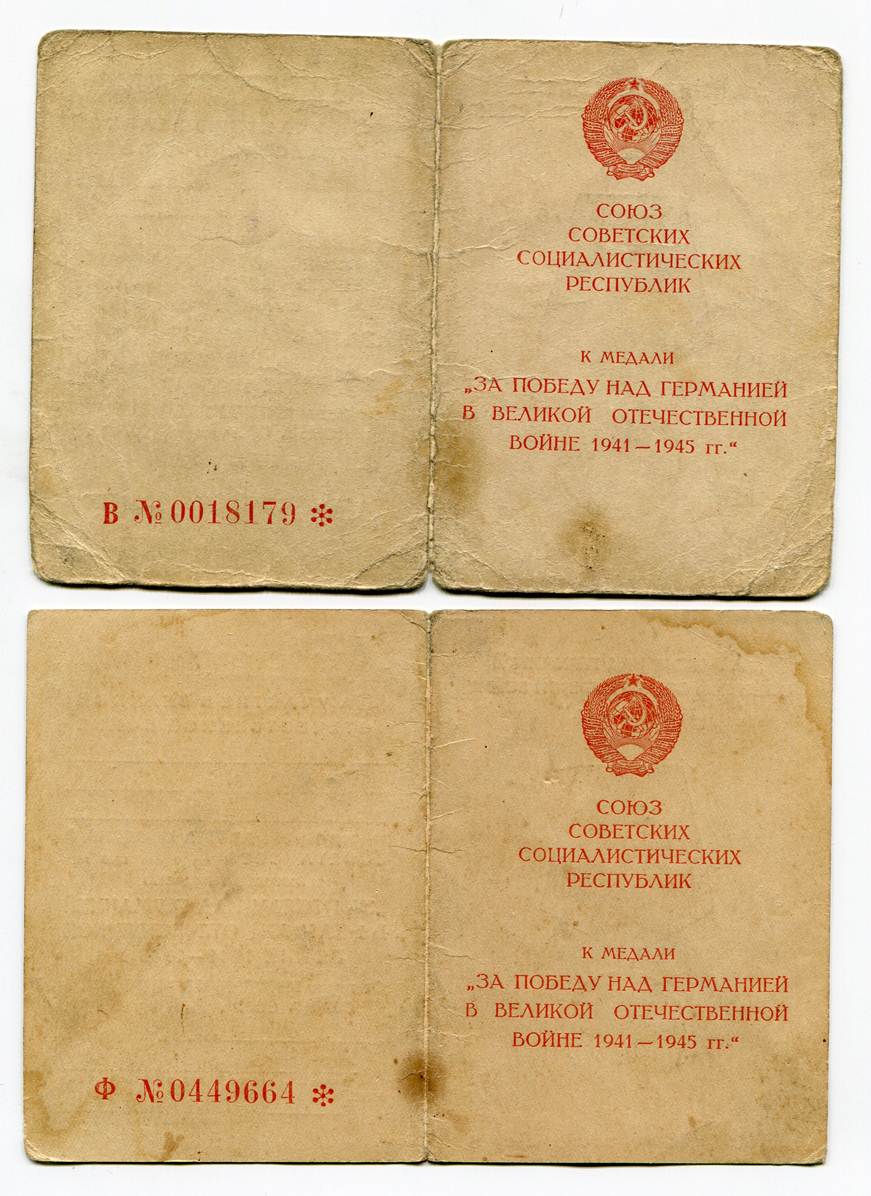 СОЮЗ
СОВЕТСКИХ
СОЦИАЛИСТИЧЕСКИХ
РЕСПУБЛИК
К МЕДАЛИ
„ЗА ПОБЕДУ НАД ГЕРМАНИЕЙ
В ВЕЛИКОЙ ОТЕЧЕСТВЕННОЙ
ВОЙНЕ 1941—1945 гг.“
В №0018179 *
СОЮЗ
СОВЕТСКИХ
СОЦИАЛИСТИЧЕСКИХ
РЕСПУБЛИК
К МЕДАЛИ
„ЗА ПОБЕДУ НАД ГЕРМАНИЕЙ
В ВЕЛИКОЙ ОТЕЧЕСТВЕННОЙ
ВОЙНЕ 1941—1945 гг.“
Ф №0449664 *